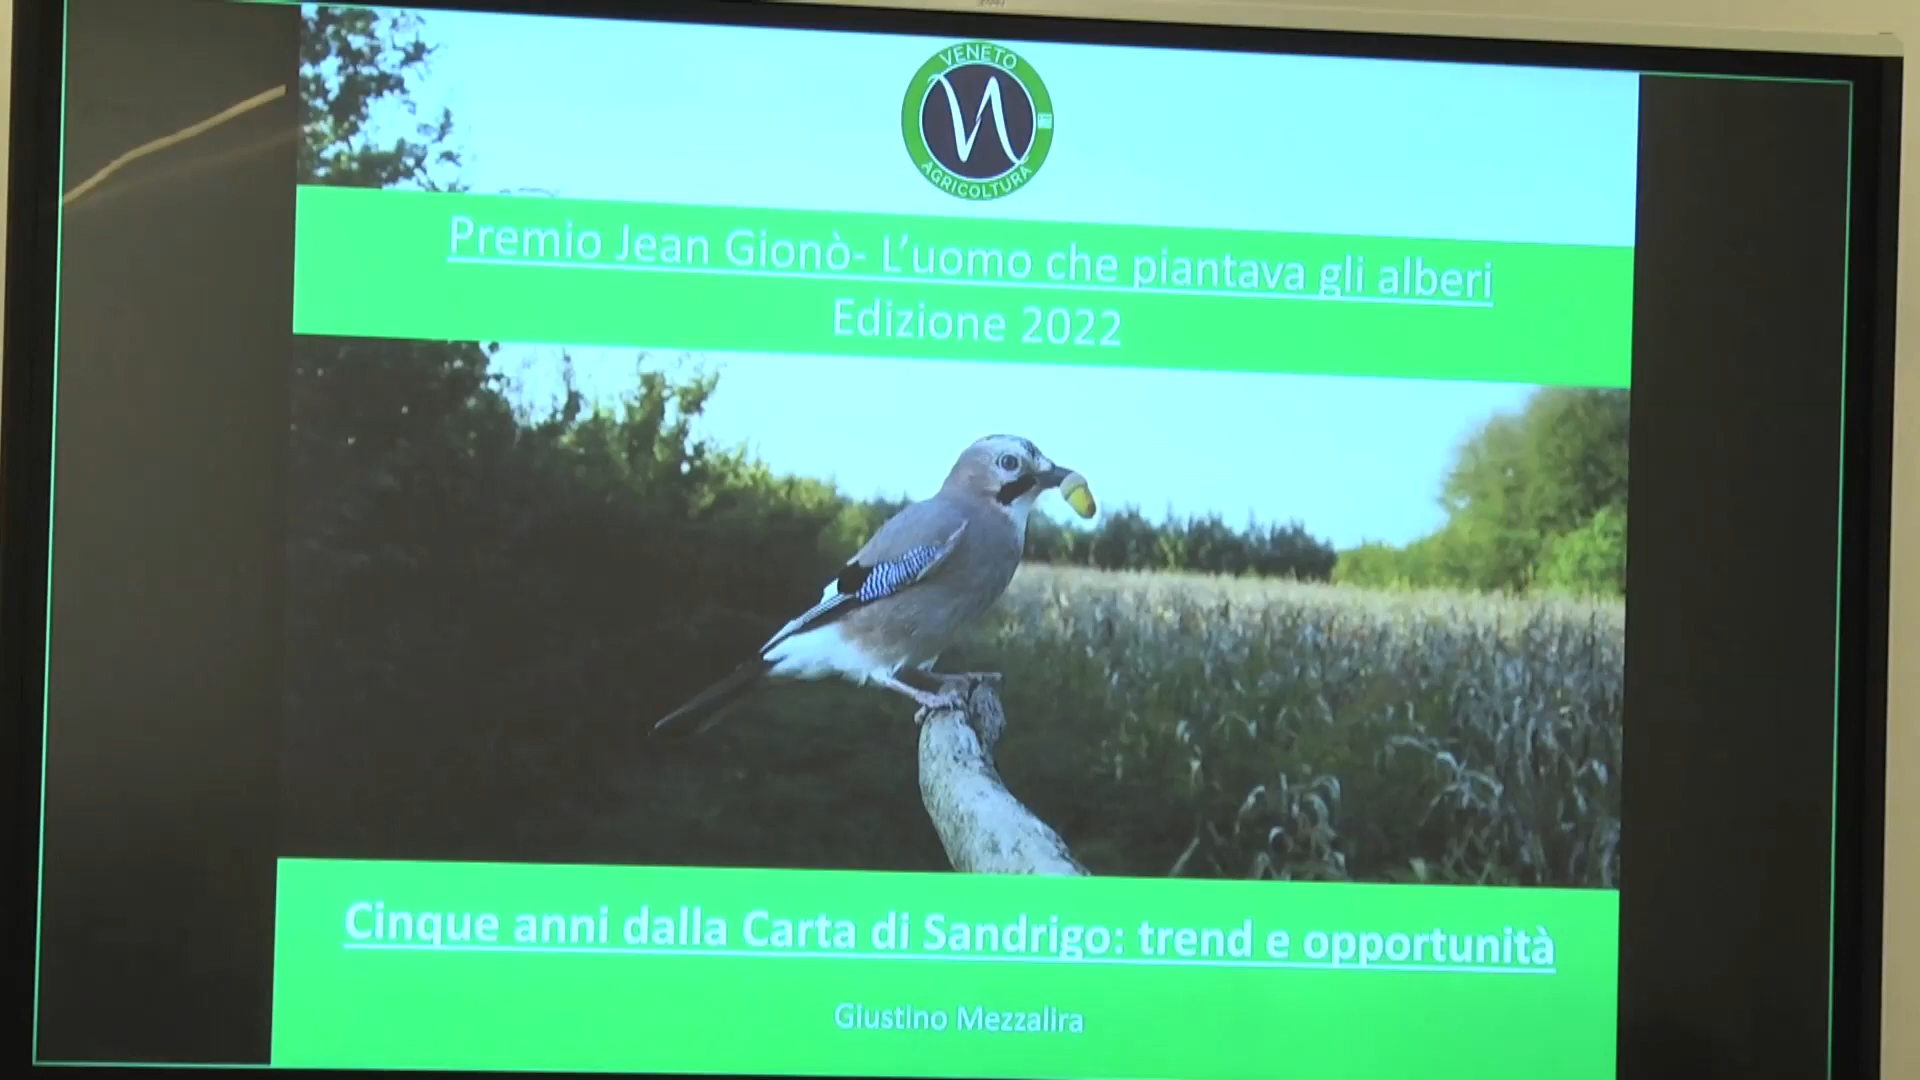 VENETO
AGRICOLTURA
Premio Jean Gionò- L'uomo che piantava gli alberi
Edizione 2022
Cinque anni dalla Carta di Sandrigo: trend e opportunità
Giustino Mezzalira